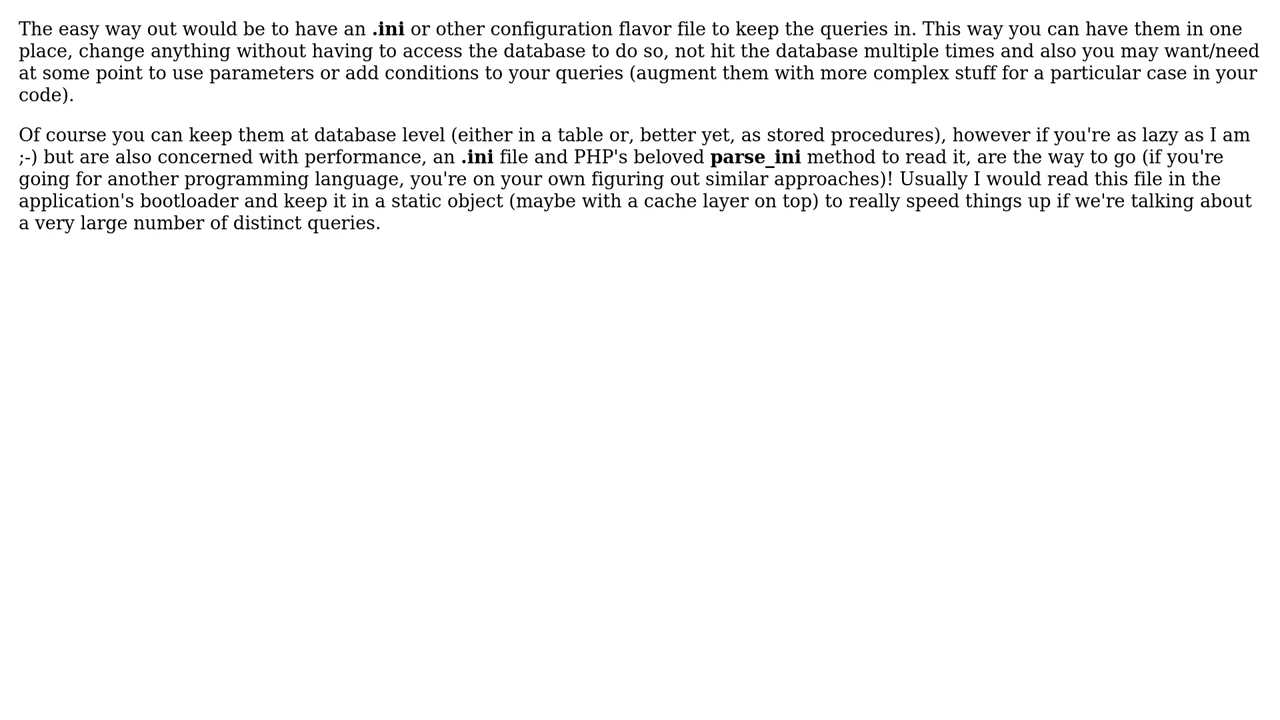 The easy way out would be to have an .ini or other configuration flavor file to keep the queries in. This way you can have them in one
place, change anything without having to access the database to do so, not hit the database multiple times and also you may want/need
at some point to use parameters or add conditions to your queries (augment them with more complex stuff for a particular case in your
code).
Of course you can keep them at database level (either in a table or, better yet, as stored procedures), however if you're as lazy as I am
;-) but are also concerned with performance, an .ini file and PHP's beloved parse_ini method to read it, are the way to go (if you're
going for another programming language, you're on your own figuring out similar approaches)! Usually I would read this file in the
application's bootloader and keep it in a static object (maybe with a cache layer on top) to really speed things up if we're talking about
a very large number of distinct queries.